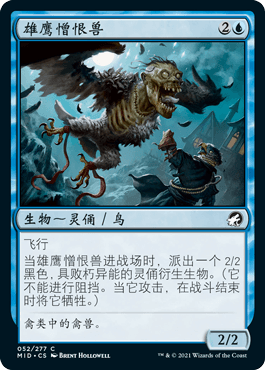 雄鹰憎恨兽 2
生物～灵俑／鸟
飞行
当雄鹰憎恨兽进战场时，派出一个2/2
黑色，具败朽异能的灵俑衍生生物。（它
不能进行阻挡。当它攻击，在战斗结束
时将它牺牲。）
禽类中的禽兽。
2/2
052/277 C
MID • CS BRENT HOLLOWELL
™ & © 2021 Wizards of the Coast